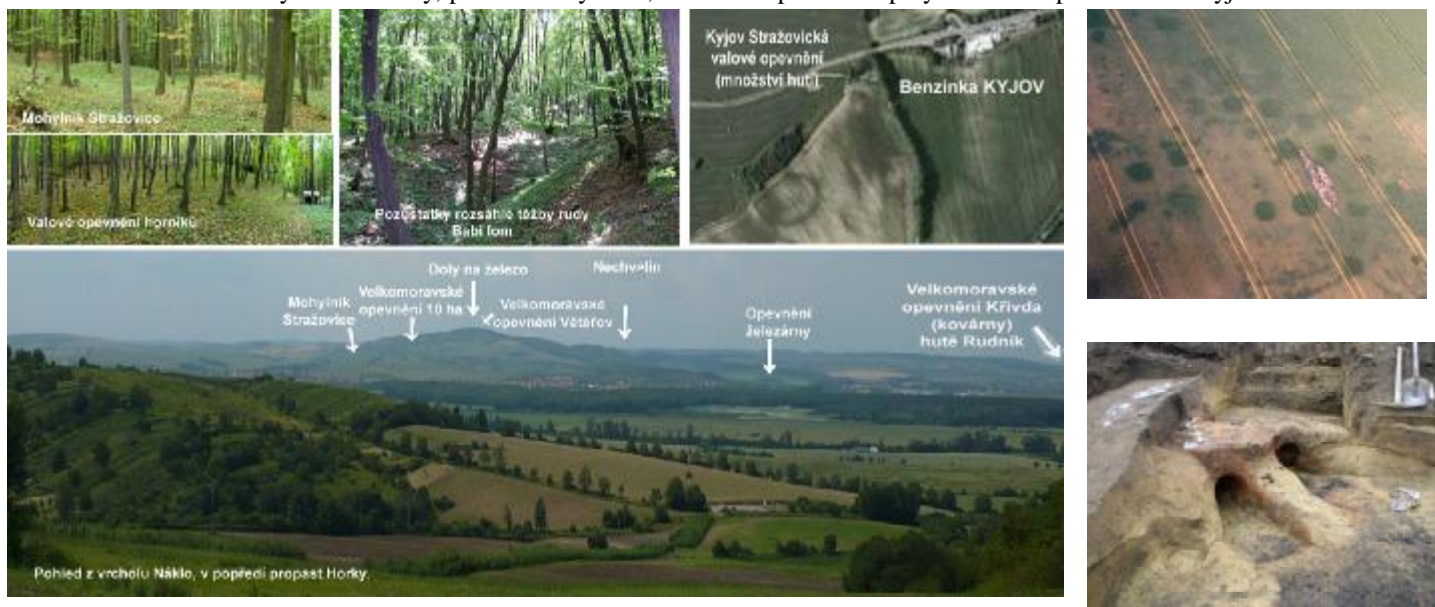 Mohylník Stražovice
Valové opevnění horníků
Pozůstatky rozsáhlé těžby rudy
Babí lom
Kyjov Stražovická
valové opevnění
(množství hutí)
Benzinka KYJOV
Mohylník
Stražovice
Velkomoravské
opevnění 10 ha
Doly na železo
Velkomoravské
opevnění Věteřov
Nechvalín
Opevnění
železárny
Velkomoravské
opevnění Křivda
(kovárny)
hutě Rudník
Pohled z vrcholu Náklo, v popředí propast Horky.